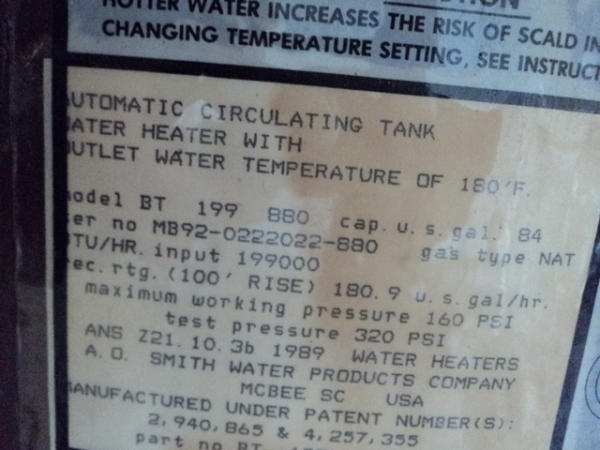 HOTTER WATER INCREASES THE RISK OF SCALD IN
CHANGING TEMPERATURE SETTING, SEE INSTRUCT
UTOMATIC CIRCULATING TANK
ATER HEATER WITH
UTLET WATER TEMPERATURE OF 180°F.
odel BT 199 880 cap. u. s. gal. 84
er no MB92-0222022-880 gas type NAT
TU/HR. input 199000
ec. rtg. (100' RISE) 180.9 u. s. gal/hr.
maximum working pressure 160 PSI
test pressure 320 PSI
ANS Z21.10.3b 1989 WATER HEATERS
A. O. SMITH WATER PRODUCTS COMPANY
MCBEE SC USA
ANUFACTURED UNDER PATENT NUMBER(S):
2,940,865 & 4,257,355
part no BT